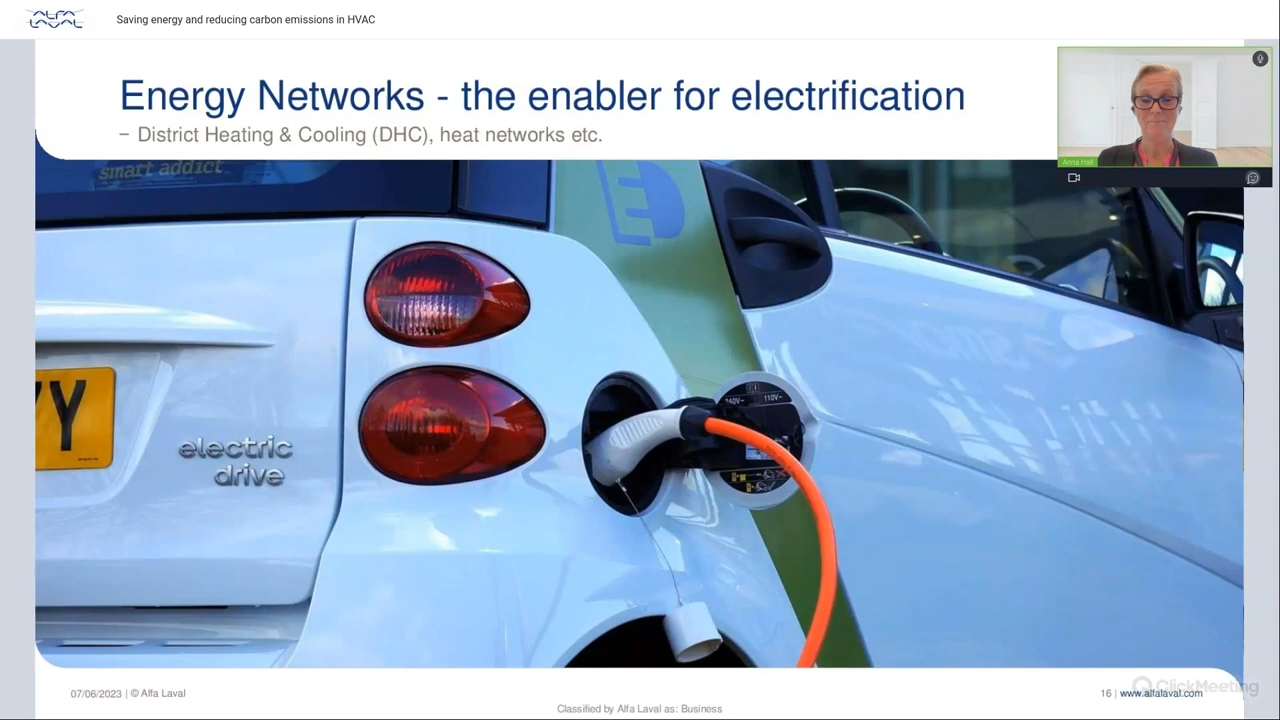 ALFA
LAVAL
Saving energy and reducing carbon emissions in HVAC
Energy Networks - the enabler for electrification
– District Heating & Cooling (DHC), heat networks etc.
Anna Hall
smart addict
E
110V~
Y
electric
drive
07/06/2023 | © Alfa Laval
16 | www.alfalaval.com
ClickMeeting
Classified by Alfa Laval as: Business